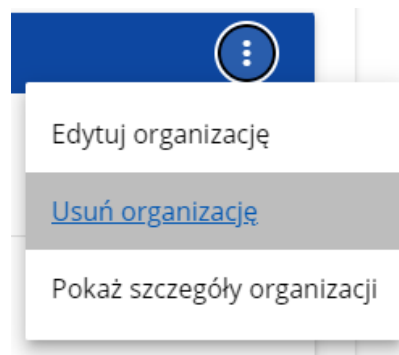 Edytuj organizację
Usuń organizację
Pokaż szczegóły organizacji